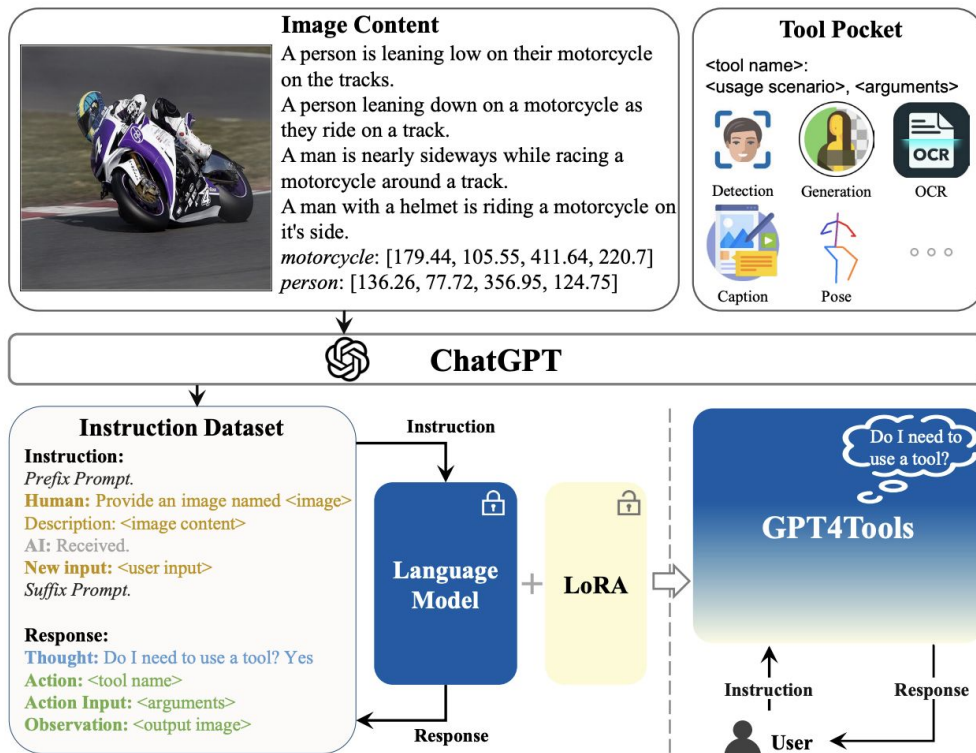 Image Content
A person is leaning low on their motorcycle
on the tracks.
A person leaning down on a motorcycle as
they ride on a track.
A man is nearly sideways while racing a
motorcycle around a track.
A man with a helmet is riding a motorcycle on
it's side.
motorcycle: [179.44, 105.55, 411.64, 220.7]
person: [136.26, 77.72, 356.95, 124.75]
Tool Pocket
<tool name>:
<usage scenario>, <arguments>
OCR
Detection
Generation
OCR
Caption
Pose
ChatGPT
Instruction Dataset
Instruction:
Prefix Prompt.
Human: Provide an image named <image>
Description: <image content>
AI: Received.
New input: <user input>
Suffix Prompt.
Response:
Thought: Do I need to use a tool? Yes
Action: <tool name>
Action Input: <arguments>
Observation: <output image>
Instruction
Language
Model
+
LoRA
Response
Do I need to
use a tool?
GPT4Tools
Instruction
Response
User